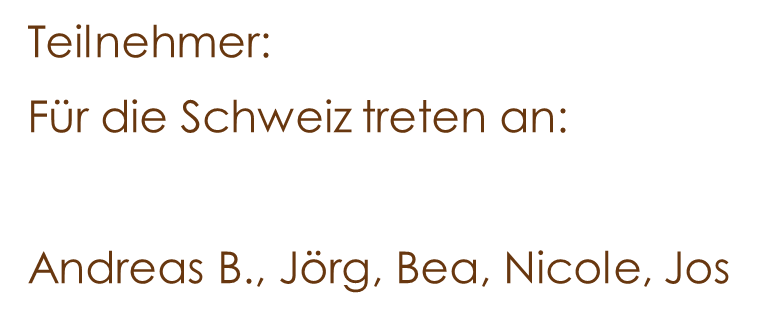 Teilnehmer:
Für die Schweiz treten an:
Andreas B., Jörg, Bea, Nicole, Jos